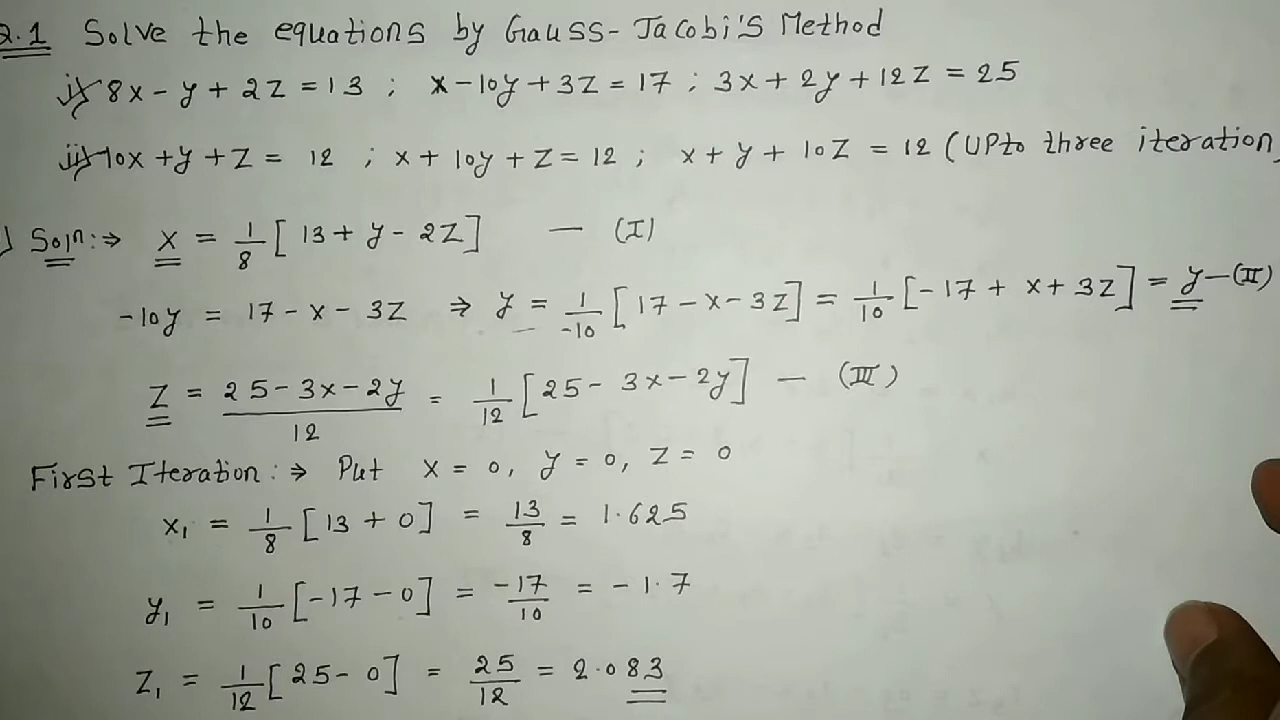 2.1 Solve the equations by Gauss-Jacobi's Method
i) 8x - y + 2z = 13 ; x - 10y + 3z = 17 ; 3x + 2y + 12z = 25
ii) 10x + y + z = 12 ; x + 10y + z = 12 ; x + y + 10z = 12 (UPto three iteration)
) Soln:⇒ x = 1/8 [13 + y - 2z] — (I)
-10y = 17 - x - 3z ⇒ y = 1/-10 [17 - x - 3z] = 1/10 [-17 + x + 3z] = y — (II)
z = 25 - 3x - 2y / 12 = 1/12 [25 - 3x - 2y] — (III)
First Iteration :⇒ Put x = 0, y = 0, z = 0
x₁ = 1/8 [13 + 0] = 13/8 = 1.625
y₁ = 1/10 [-17 - 0] = -17/10 = -1.7
z₁ = 1/12 [25 - 0] = 25/12 = 2.083